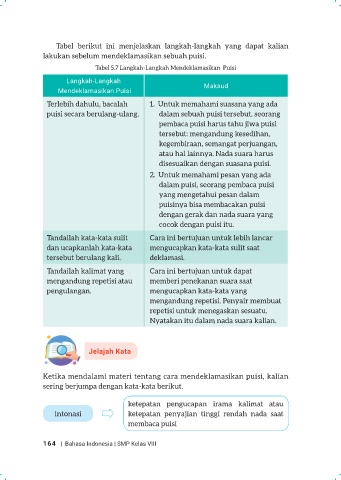 Tabel berikut ini menjelaskan langkah-langkah yang dapat kalian
lakukan sebelum mendeklamasikan sebuah puisi.
Tabel 5.7 Langkah-Langkah Mendeklamasikan Puisi
Langkah-Langkah
Mendeklamasikan Puisi
Maksud
Terlebih dahulu, bacalah
puisi secara berulang-ulang.
1. Untuk memahami suasana yang ada
dalam sebuah puisi tersebut, seorang
pembaca puisi harus tahu jiwa puisi
tersebut: mengandung kesedihan,
kegembiraan, semangat perjuangan,
atau hal lainnya. Nada suara harus
disesuaikan dengan suasana puisi.
2. Untuk memahami pesan yang ada
dalam puisi, seorang pembaca puisi
yang mengetahui pesan dalam
puisinya bisa membacakan puisi
dengan gerak dan nada suara yang
cocok dengan puisi itu.
Tandailah kata-kata sulit
dan ucapkanlah kata-kata
tersebut berulang kali.
Cara ini bertujuan untuk lebih lancar
mengucapkan kata-kata sulit saat
deklamasi.
Tandailah kalimat yang
mengandung repetisi atau
pengulangan.
Cara ini bertujuan untuk dapat
memberi penekanan suara saat
mengucapkan kata-kata yang
mengandung repetisi. Penyair membuat
repetisi untuk menegaskan sesuatu.
Nyatakan itu dalam nada suara kalian.
Jelajah Kata
Ketika mendalami materi tentang cara mendeklamasikan puisi, kalian
sering berjumpa dengan kata-kata berikut.
intonasi
ketepatan pengucapan irama kalimat atau
ketepatan penyajian tinggi rendah nada saat
membaca puisi
164 | Bahasa Indonesia | SMP Kelas VIII